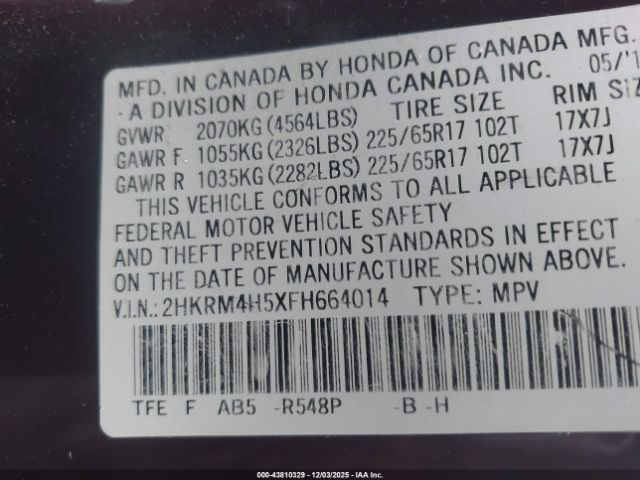 MFD. IN CANADA BY HONDA OF CANADA MFG.
- A DIVISION OF HONDA CANADA INC. 05/'1
GVWR 2070KG(4564LBS) TIRE SIZE RIM SIZ
GAWR F 1055KG(2326LBS) 225/65R17 102T 17X7J
GAWR R 1035KG(2282LBS) 225/65R17 102T 17X7J
THIS VEHICLE CONFORMS TO ALL APPLICABLE
FEDERAL MOTOR VEHICLE SAFETY
AND THEFT PREVENTION STANDARDS IN EFFECT
ON THE DATE OF MANUFACTURE SHOWN ABOVE.
V.I.N.: 2HKRM4H5XFH664014 TYPE: MPV
TFE F AB5 -R548P -B -H
000-43810329 | 12/03/2025 | IAA Inc.